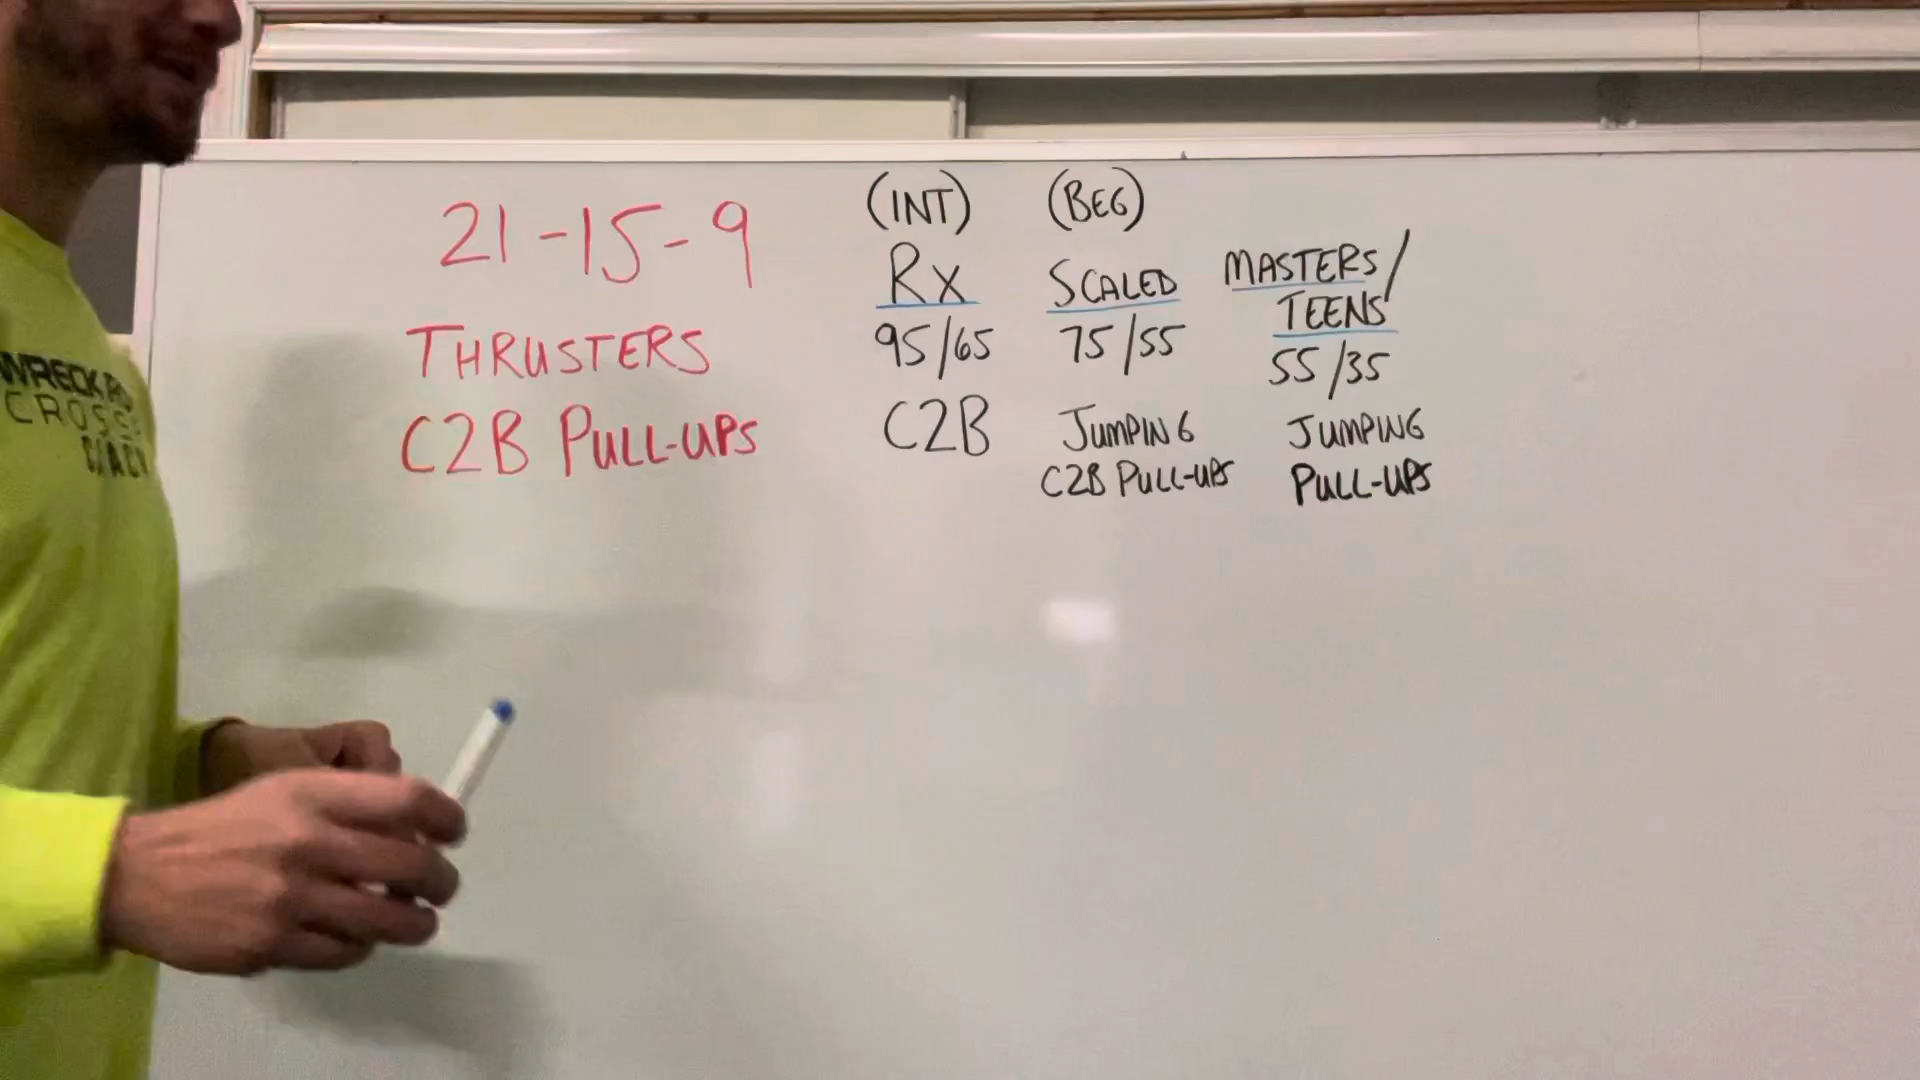 21-15-9
THRUSTERS
C2B PULL-UPS
(INT)
Rx
95/65
C2B
(BEG)
SCALED
75/55
JUMPING
C2B PULL-UPS
MASTERS/
TEENS
55/35
JUMPING
PULL-UPS